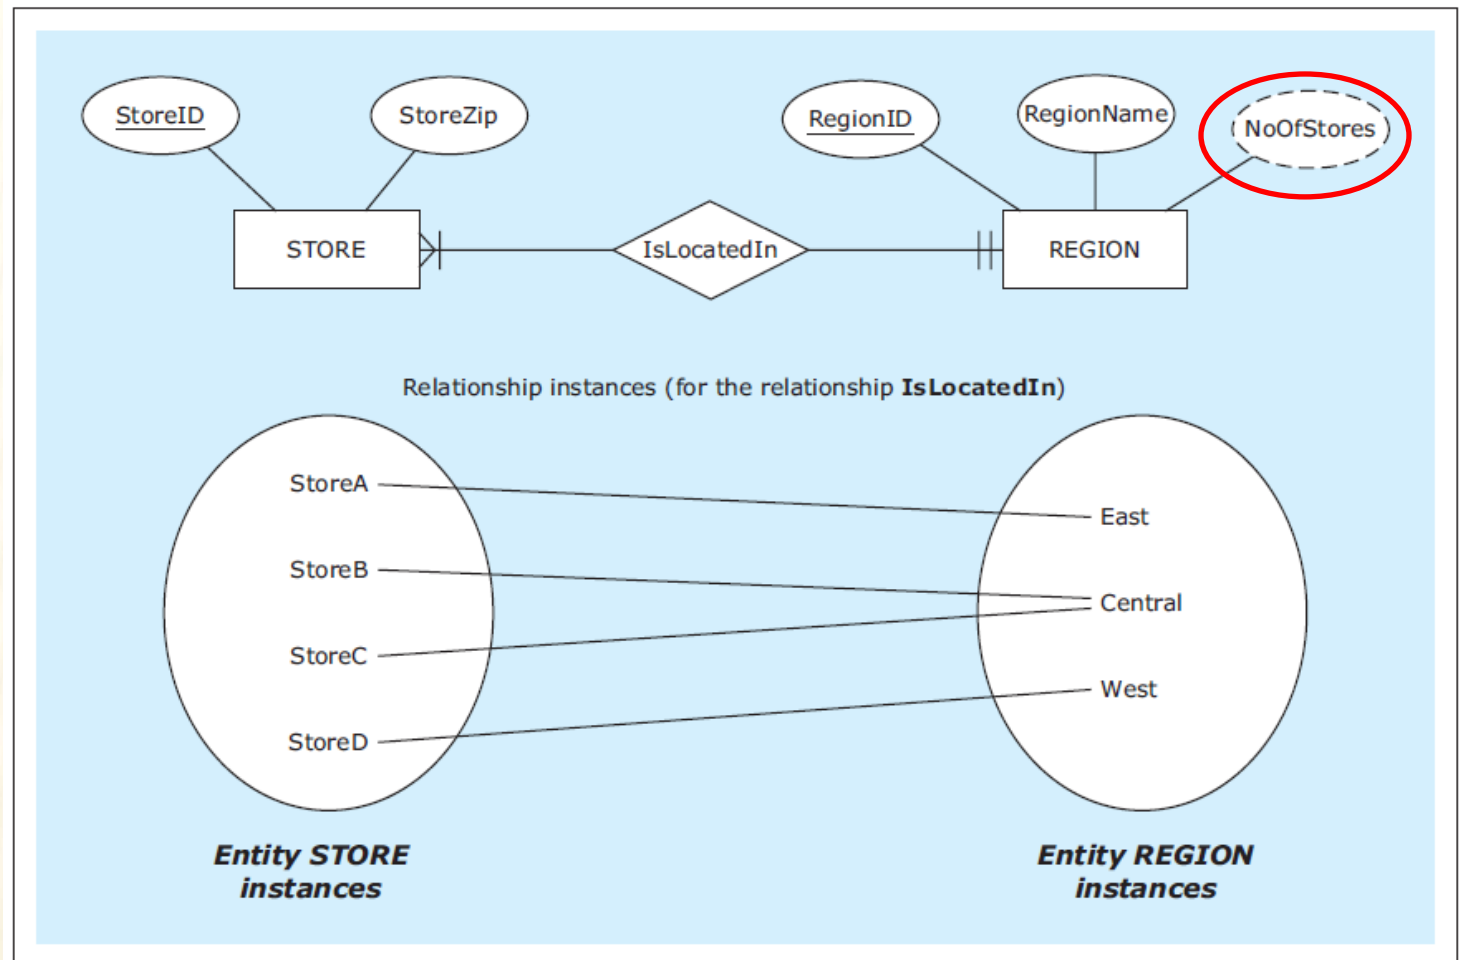 StoreID
StoreZip
RegionID
RegionName
NoOfStores
STORE
IsLocatedIn
REGION
Relationship instances (for the relationship IsLocatedIn)
StoreA
StoreB
StoreC
StoreD
East
Central
West
Entity STORE
instances
Entity REGION
instances